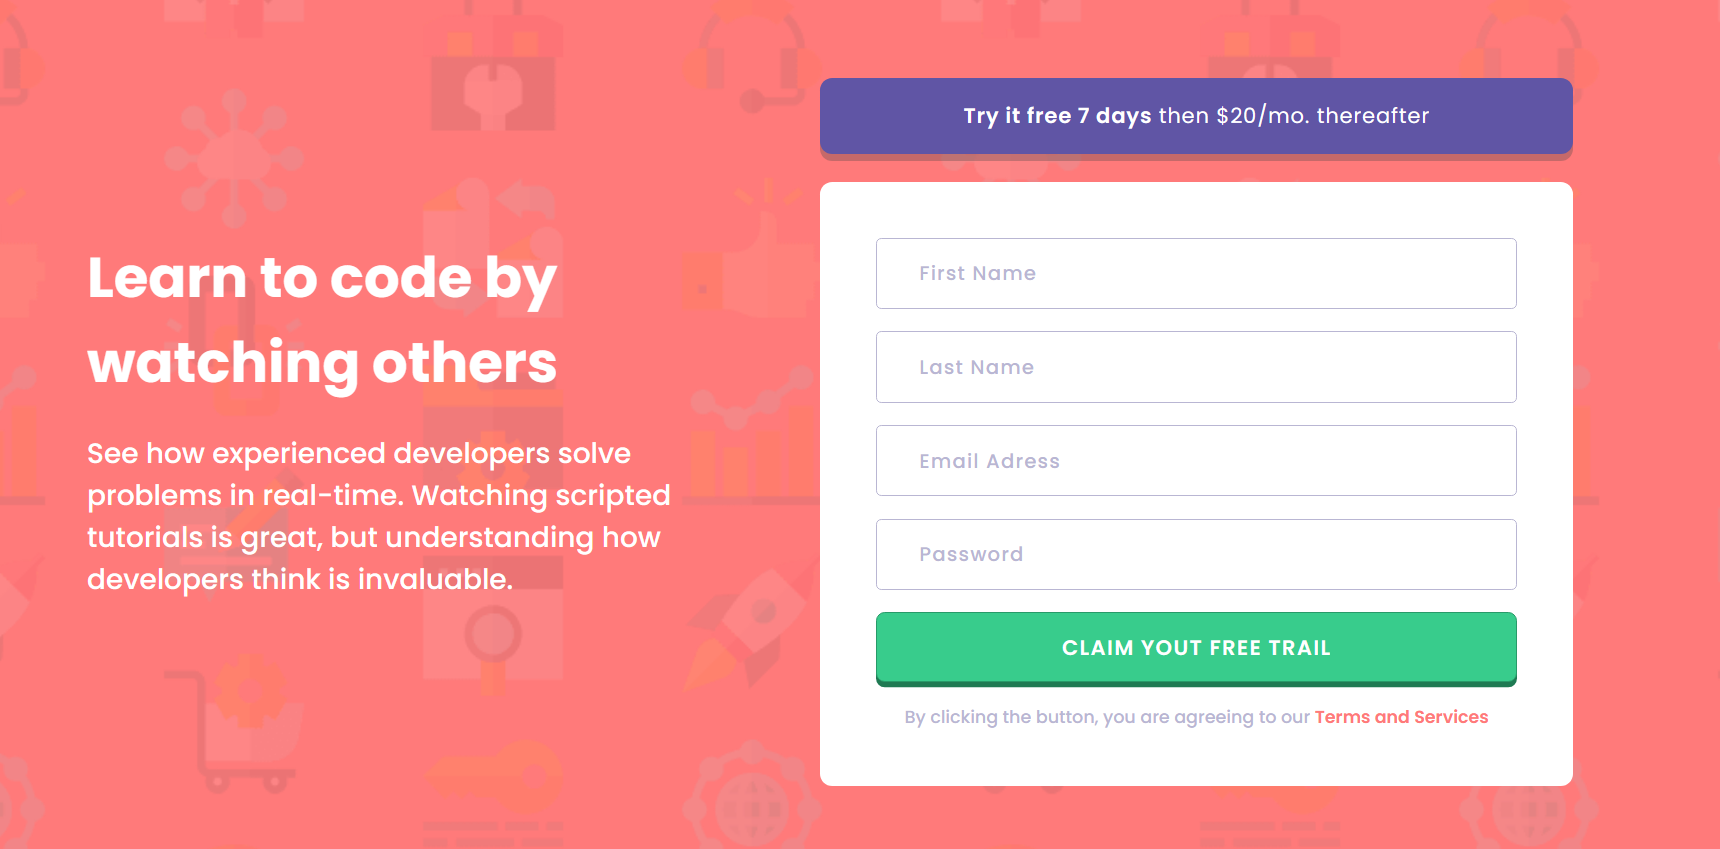 Learn to code by
watching others
See how experienced developers solve
problems in real-time. Watching scripted
tutorials is great, but understanding how
developers think is invaluable.
Try it free 7 days then $20/mo. thereafter
First Name
Last Name
Email Adress
Password
CLAIM YOUT FREE TRAIL
By clicking the button, you are agreeing to our Terms and Services